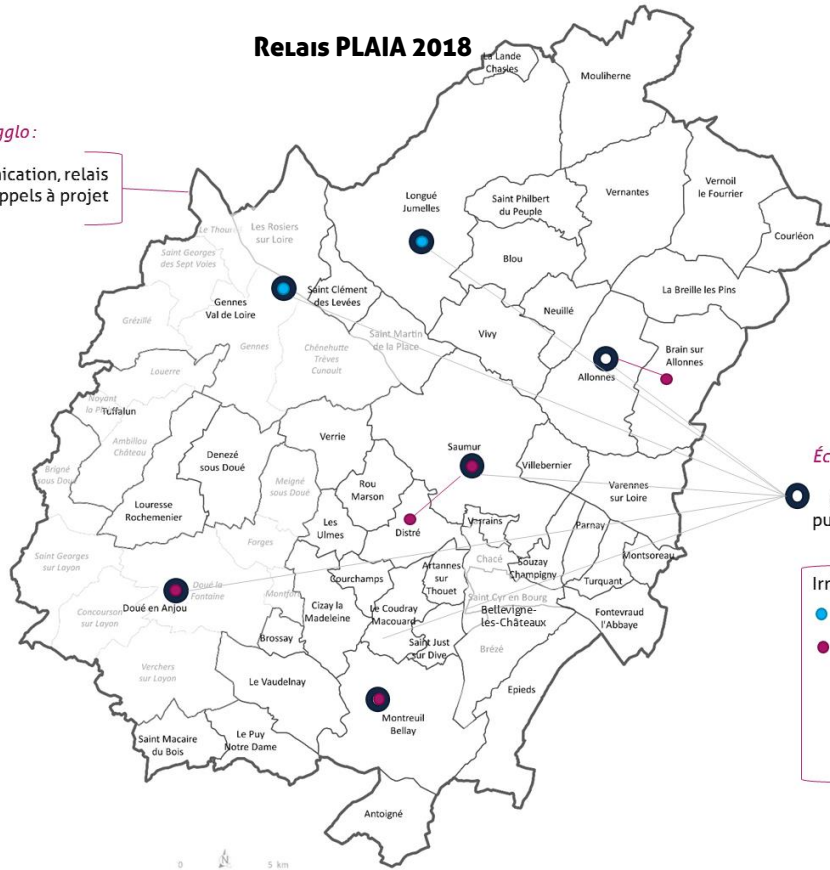 Relais PLAIA 2018
gglo :
ication, relais
ppels à projet
La Lande
Chasles
Mouliherne
Longué
Jumelles
Saint Philbert
du Peuple
Vernantes
Vernoil
le Fourrier
Courléon
Le Thou
Les Rosiers
sur Loire
Saint Georges
des Sept Voies
Blou
Gennes
Val de Loire
Saint Clément
des Levées
La Breille les Pins
Neuillé
Grézillé
Vivy
Saint Martin
de la Place
Gennes
Chênehutte
Trèves
Cunault
Brain sur
Allonnes
Allonnes
Louerre
Noyant
la P
Tuffalun
Ambillou
Château
Verrie
Denezé
sous Doué
Saumur
Villebernier
Brigné
sous Dou
Meigné
sous Doué
Rou
Marson
Varennes
sur Loire
Louresse
Rochemenier
Les
Ulmes
Distré
Varrains
Parnay
Éc
pu
Saint Georges
sur Layon
Forges
Chacé
Souzay
Champigny
Montsoreau
Artannes
sur
Thouet
Courchamps
Turquant
Irr
Doué la
Fontaine
Montfort
Saint Cyr en Bourg
Concourson
sur Layon
Doué en Anjou
Cizay la
Madeleine
Le Coudray
Macouard
Bellevigne-
lès-Châteaux
Fontevraud
l'Abbaye
Brossay
Saint Just
sur Dive
Brézé
Verchers
sur Layon
Le Vaudelnay
Epieds
Montreuil
Bellay
Saint Macaire
du Bois
Le Puy
Notre Dame
Antoigné
0 N 5 km